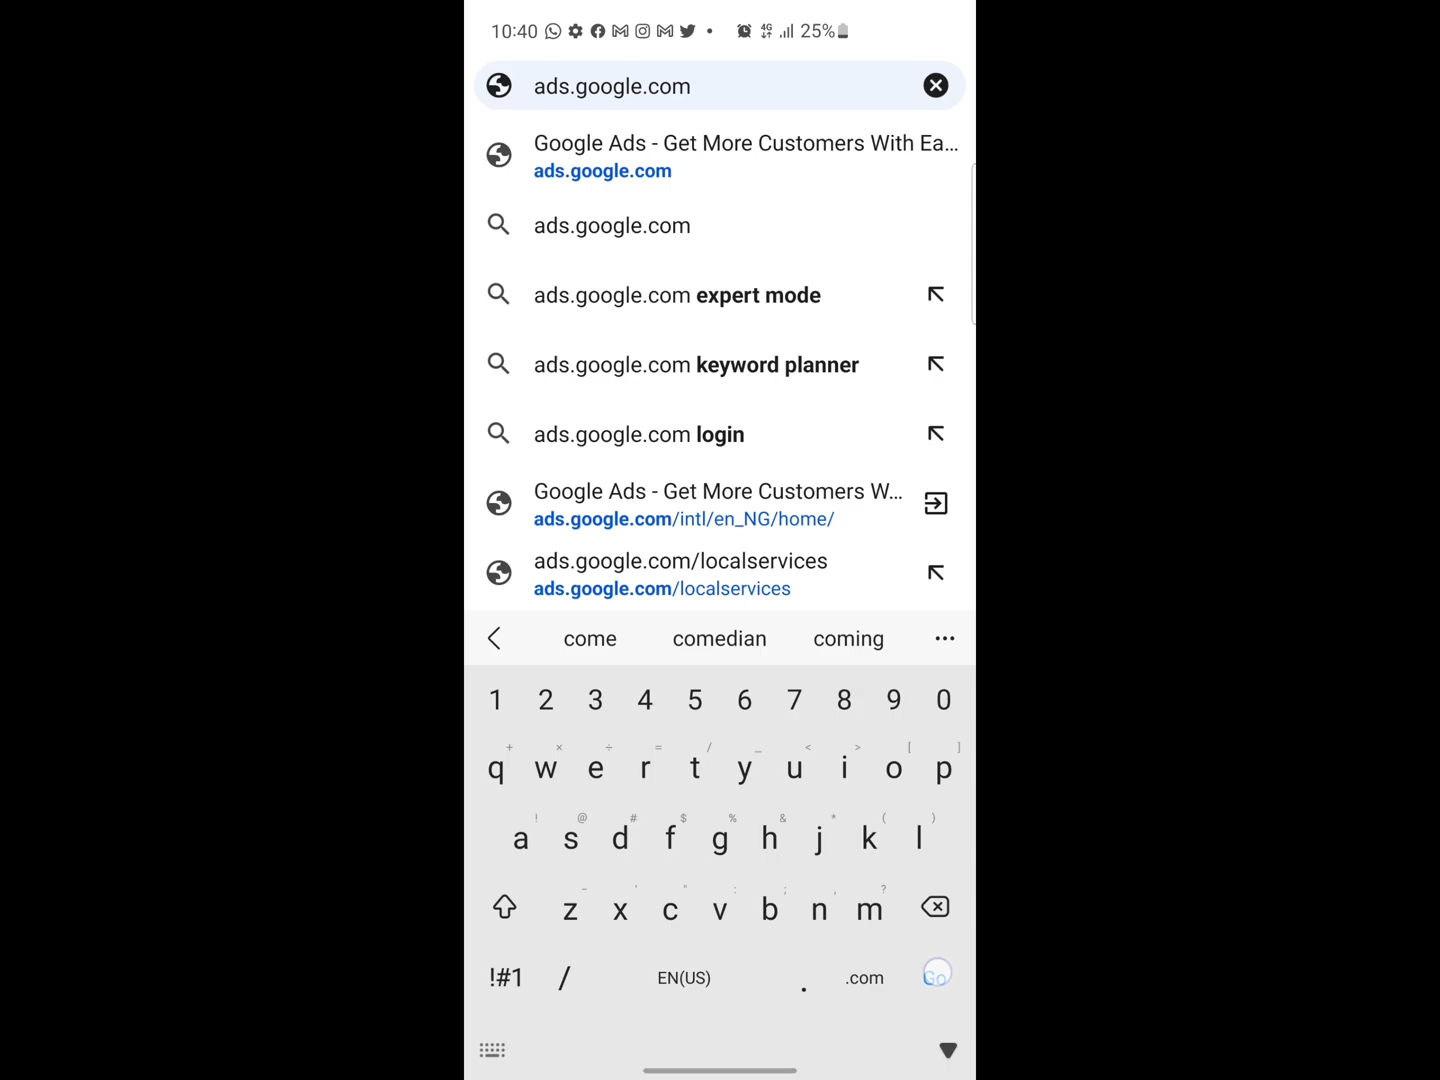 10:40 25%
ads.google.com
Google Ads - Get More Customers With Ea...
ads.google.com
ads.google.com
ads.google.com expert mode
ads.google.com keyword planner
ads.google.com login
Google Ads - Get More Customers W...
ads.google.com/intl/en_NG/home/
ads.google.com/localservices
ads.google.com/localservices
come comedian coming ...
1 2 3 4 5 6 7 8 9 0
+ × ÷ = / _ < > [ ]
q w e r t y u i o p
! @ # $ % & * ( )
a s d f g h j k l
- ' " : ; , ?
z x c v b n m
!#1 / EN(US) . .com Go